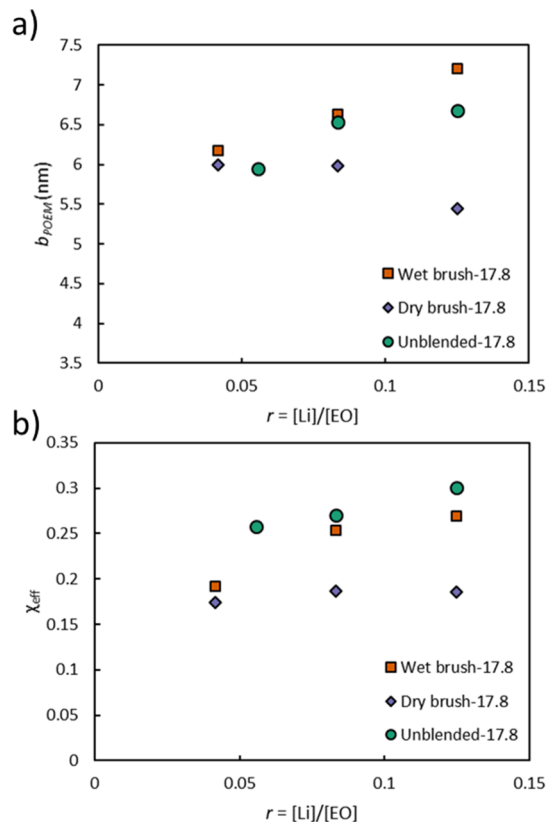 a)
7.5
7
6.5
6
5.5
5
4.5
4
3.5
b_POEM (nm)
Wet brush-17.8
Dry brush-17.8
Unblended-17.8
0 0.05 0.1 0.15
r = [Li]/[EO]
b)
0.35
0.3
0.25
0.2
0.15
0.1
0.05
0
χeff
Wet brush-17.8
Dry brush-17.8
Unblended-17.8
0 0.05 0.1 0.15
r = [Li]/[EO]